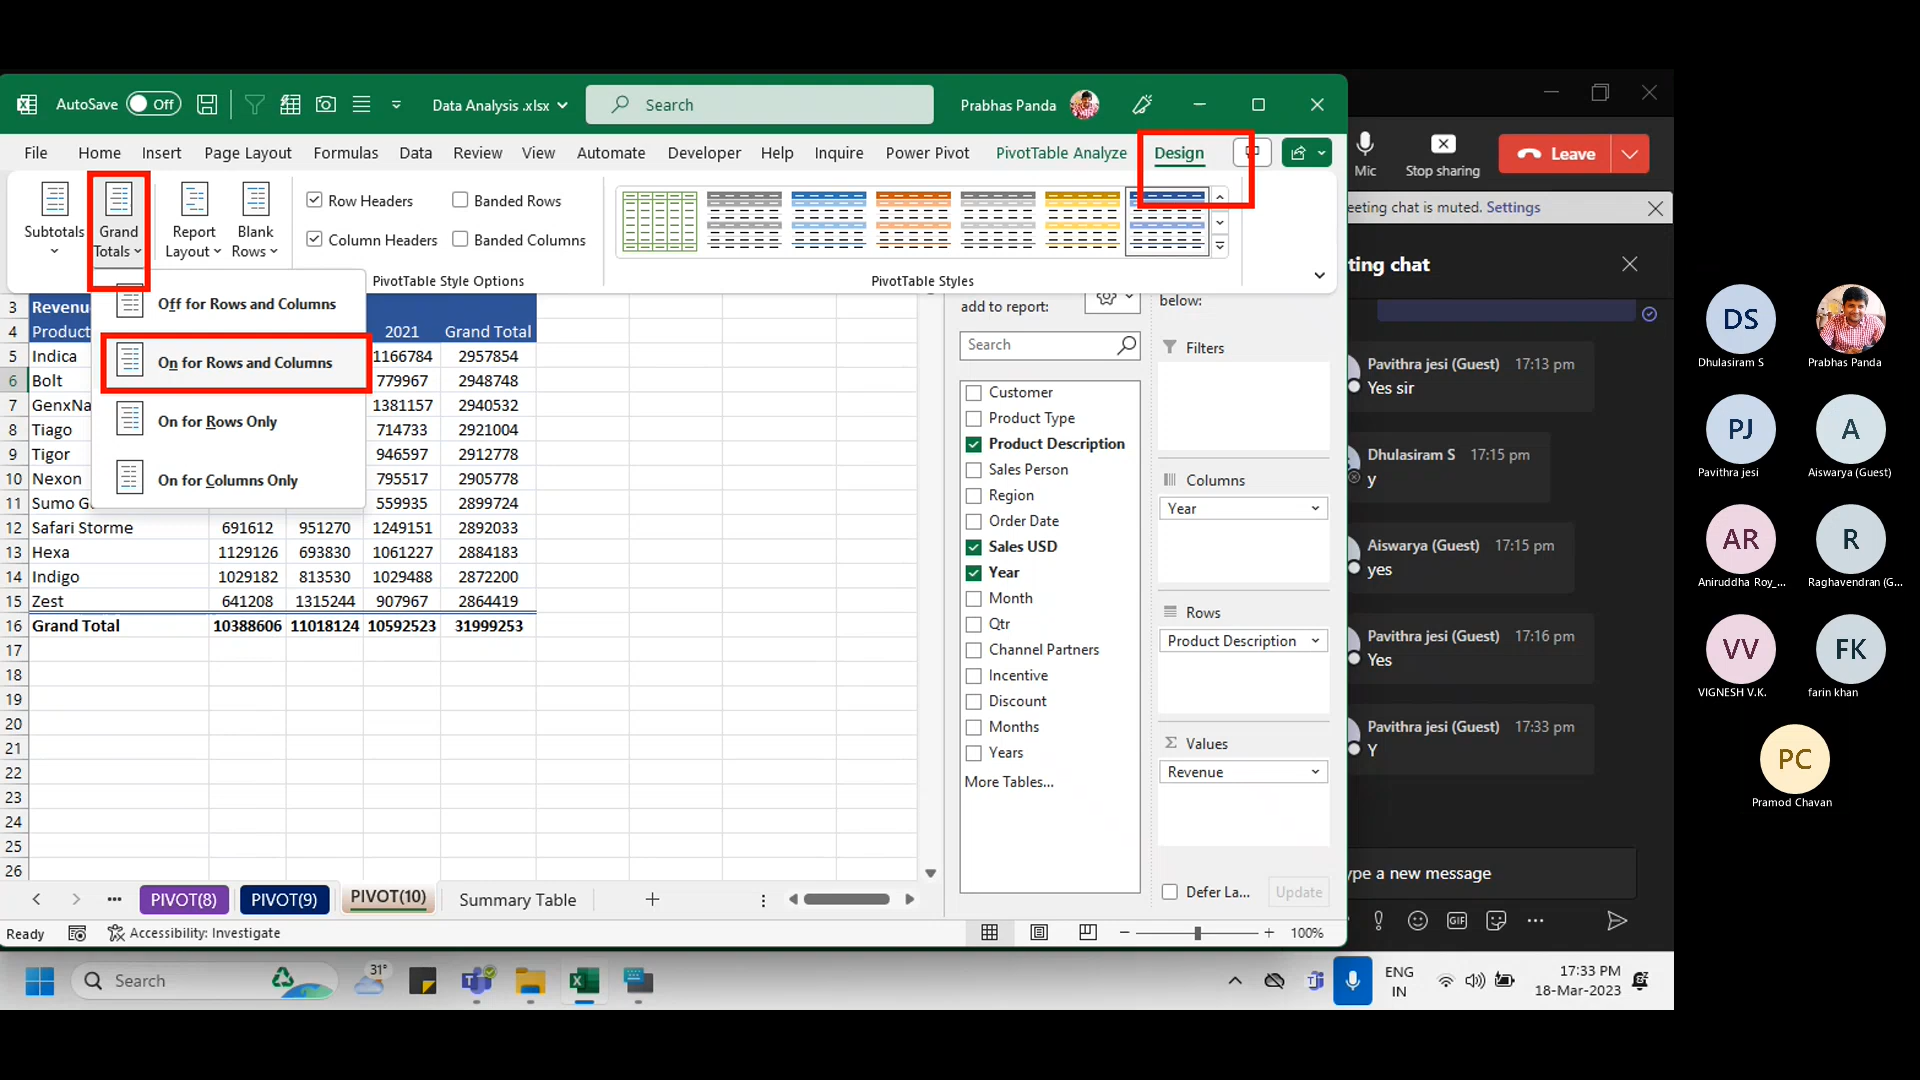 AutoSave Off Data Analysis .xlsx Search Prabhas Panda
File Home Insert Page Layout Formulas Data Review View Automate Developer Help Inquire Power Pivot PivotTable Analyze Design
Mic Stop sharing Leave
eeting chat is muted. Settings
Subtotals Grand Totals Report Layout Blank Rows
Row Headers Banded Rows
Column Headers Banded Columns
PivotTable Style Options PivotTable Styles
Off for Rows and Columns
On for Rows and Columns
On for Rows Only
On for Columns Only
3 Revenu
4 Product 2021 Grand Total
5 Indica 1166784 2957854
6 Bolt 779967 2948748
7 GenxNa 1381157 2940532
8 Tiago 714733 2921004
9 Tigor 946597 2912778
10 Nexon 795517 2905778
11 Sumo G 559935 2899724
12 Safari Storme 691612 951270 1249151 2892033
13 Hexa 1129126 693830 1061227 2884183
14 Indigo 1029182 813530 1029488 2872200
15 Zest 641208 1315244 907967 2864419
16 Grand Total 10388606 11018124 10592523 31999253
17
18
19
20
21
22
23
24
25
26
add to report:
below:
Search
Customer
Product Type
Product Description
Sales Person
Region
Order Date
Sales USD
Year
Month
Qtr
Channel Partners
Incentive
Discount
Months
Years
More Tables...
Filters
Columns
Year
Rows
Product Description
Σ Values
Revenue
Defer La... Update
PIVOT(8) PIVOT(9) PIVOT(10) Summary Table
Ready Accessibility: Investigate 100%
ting chat
Pavithra jesi (Guest) 17:13 pm
Yes sir
Dhulasiram S 17:15 pm
y
Aiswarya (Guest) 17:15 pm
yes
Pavithra jesi (Guest) 17:16 pm
Yes
Pavithra jesi (Guest) 17:33 pm
Y
ype a new message
GIF
DS
Dhulasiram S Prabhas Panda
PJ A
Pavithra jesi Aiswarya (Guest)
AR R
Aniruddha Roy_... Raghavendran (G...
VV FK
VIGNESH V.K. farin khan
PC
Pramod Chavan
Search 31°
ENG
IN
17:33 PM
18-Mar-2023